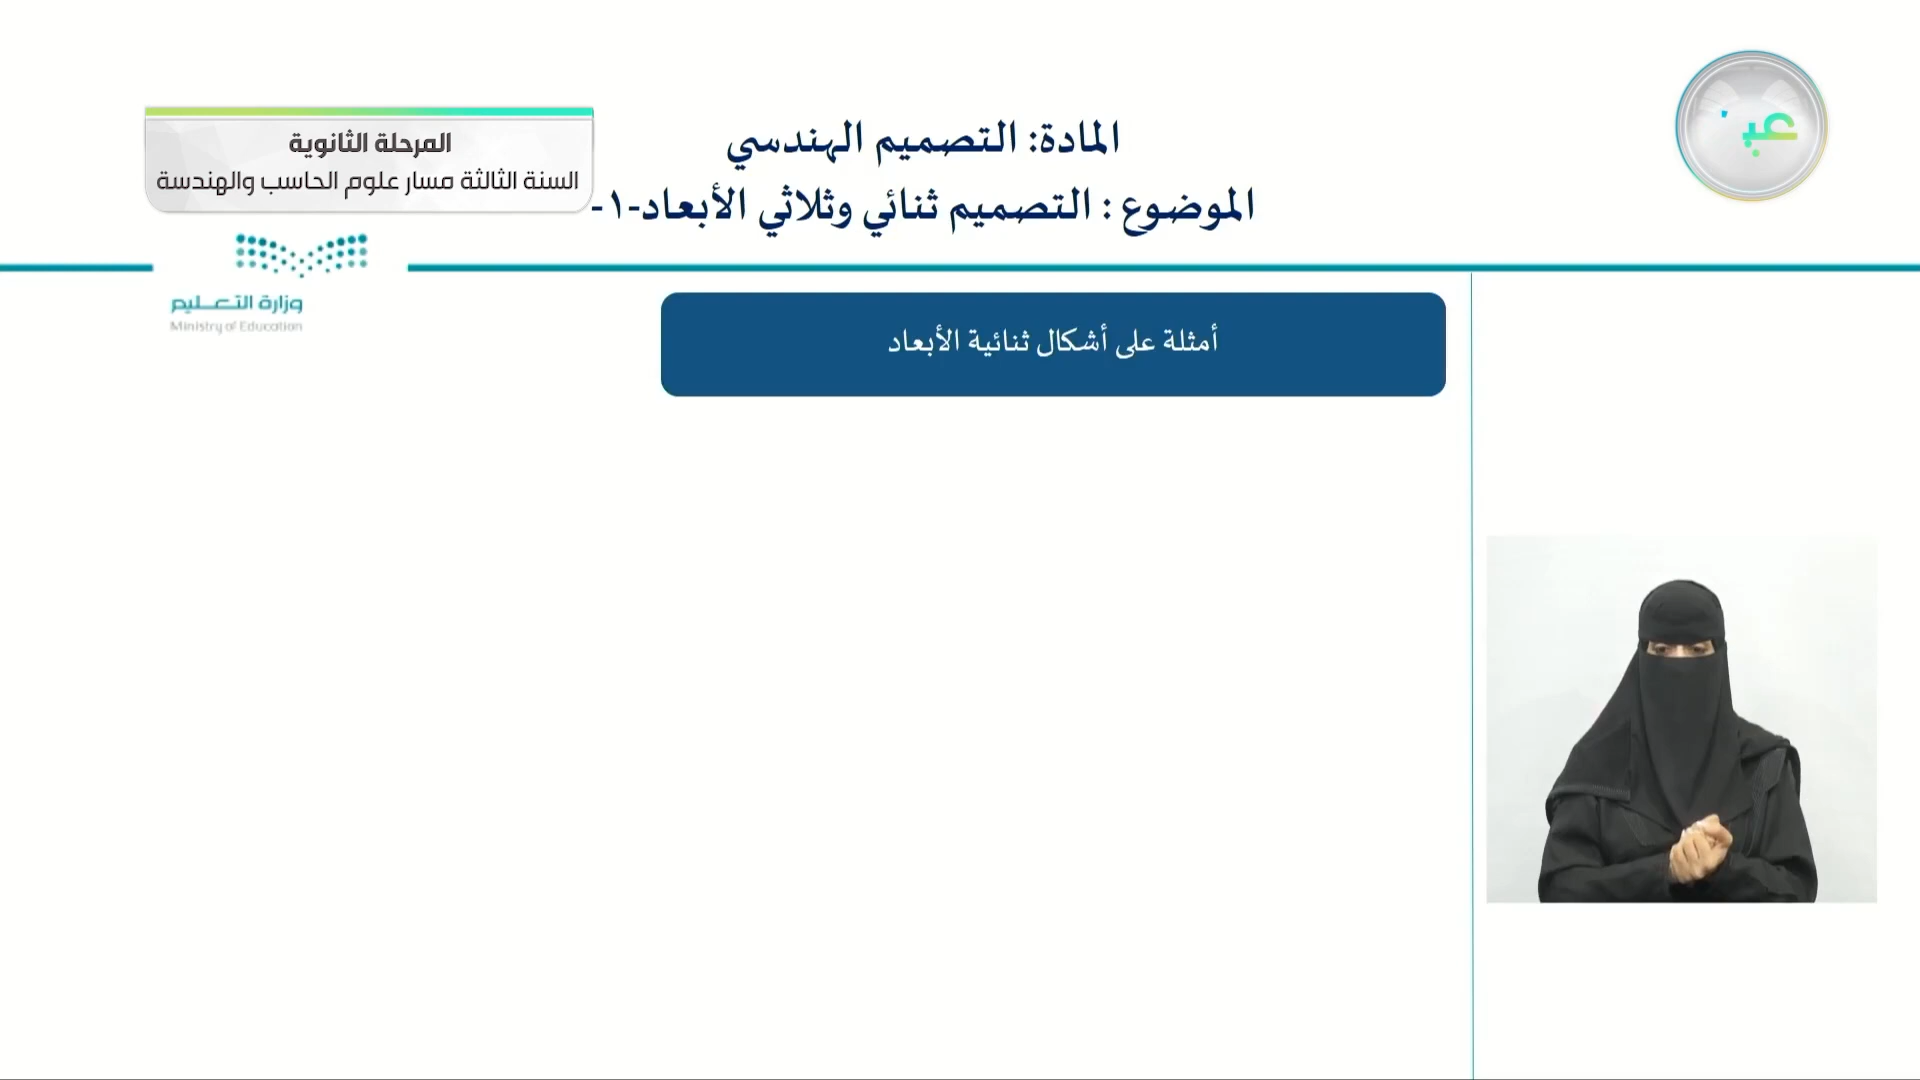 المادة: التصميم الهندسي
الموضوع : التصميم ثنائي وثلاثي الأبعاد-١-
المرحلة الثانوية
السنة الثالثة مسار علوم الحاسب والهندسة
وزارة التعليم
Ministry of Education
أمثلة على أشكال ثنائية الأبعاد